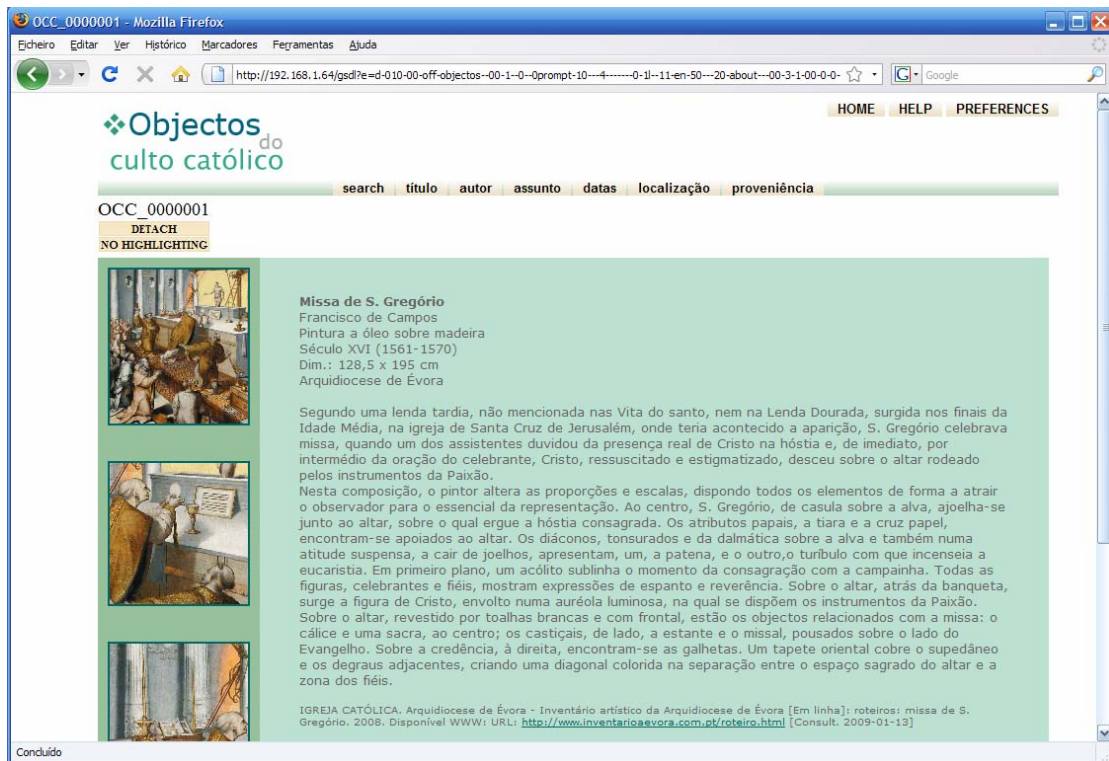 OCC_0000001 - Mozilla Firefox
Ficheiro Editar Ver Histórico Marcadores Ferramentas Ajuda
http://192.168.1.64/gsdl?e=d-010-00-off-objectos--00-1--0--0prompt-10---4-------0-1l--11-en-50---20-about---00-3-1-00-0-0- Google
HOME HELP PREFERENCES
Objectos
do
culto católico
search título autor assunto datas localização proveniência
OCC_0000001
DETACH
NO HIGHLIGHTING
Missa de S. Gregório
Francisco de Campos
Pintura a óleo sobre madeira
Século XVI (1561-1570)
Dim.: 128,5 x 195 cm
Arquidiocese de Évora
Segundo uma lenda tardia, não mencionada nas Vita do santo, nem na Lenda Dourada, surgida nos finais da
Idade Média, na igreja de Santa Cruz de Jerusalém, onde teria acontecido a aparição, S. Gregório celebrava
missa, quando um dos assistentes duvidou da presença real de Cristo na hóstia e, de imediato, por
intermédio da oração do celebrante, Cristo, ressuscitado e estigmatizado, desceu sobre o altar rodeado
pelos instrumentos da Paixão.
Nesta composição, o pintor altera as proporções e escalas, dispondo todos os elementos de forma a atrair
o observador para o essencial da representação. Ao centro, S. Gregório, de casula sobre a alva, ajoelha-se
junto ao altar, sobre o qual ergue a hóstia consagrada. Os atributos papais, a tiara e a cruz papel,
encontram-se apoiados ao altar. Os diáconos, tonsurados e da dalmática sobre a alva e também numa
atitude suspensa, a cair de joelhos, apresentam, um, a patena, e o outro,o turíbulo com que incenseia a
eucaristia. Em primeiro plano, um acólito sublinha o momento da consagração com a campainha. Todas as
figuras, celebrantes e fiéis, mostram expressões de espanto e reverência. Sobre o altar, atrás da banqueta,
surge a figura de Cristo, envolto numa auréola luminosa, na qual se dispõem os instrumentos da Paixão.
Sobre o altar, revestido por toalhas brancas e com frontal, estão os objectos relacionados com a missa: o
cálice e uma sacra, ao centro; os castiçais, de lado, a estante e o missal, pousados sobre o lado do
Evangelho. Sobre a credência, à direita, encontram-se as galhetas. Um tapete oriental cobre o supedâneo
e os degraus adjacentes, criando uma diagonal colorida na separação entre o espaço sagrado do altar e a
zona dos fiéis.
IGREJA CATÓLICA. Arquidiocese de Évora - Inventário artístico da Arquidiocese de Évora [Em linha]: roteiros: missa de S.
Gregório. 2008. Disponível WWW: URL: http://www.inventarioaevora.com.pt/roteiro.html [Consult. 2009-01-13]
Concluído